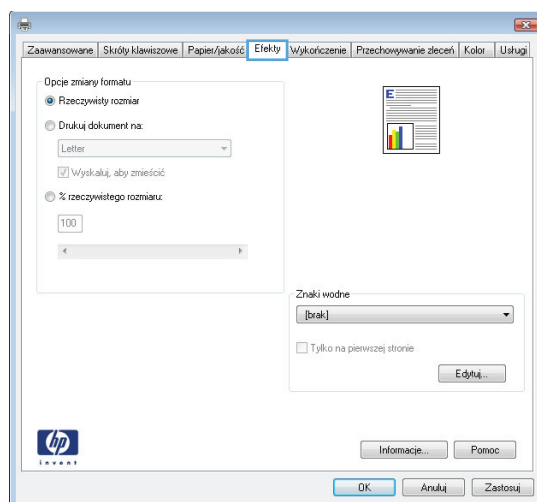 Zaawansowane Skróty klawiszowe Papier/jakość Efekty Wykończenie Przechowywanie zleceń Kolor Usługi
Opcje zmiany formatu
Rzeczywisty rozmiar
Drukuj dokument na:
Letter
Wyskaluj, aby zmieścić
% rzeczywistego rozmiaru:
100
E
Znaki wodne
[brak]
Tylko na pierwszej stronie
Edytuj...
hp
invent
Informacje... Pomoc
OK Anuluj Zastosuj